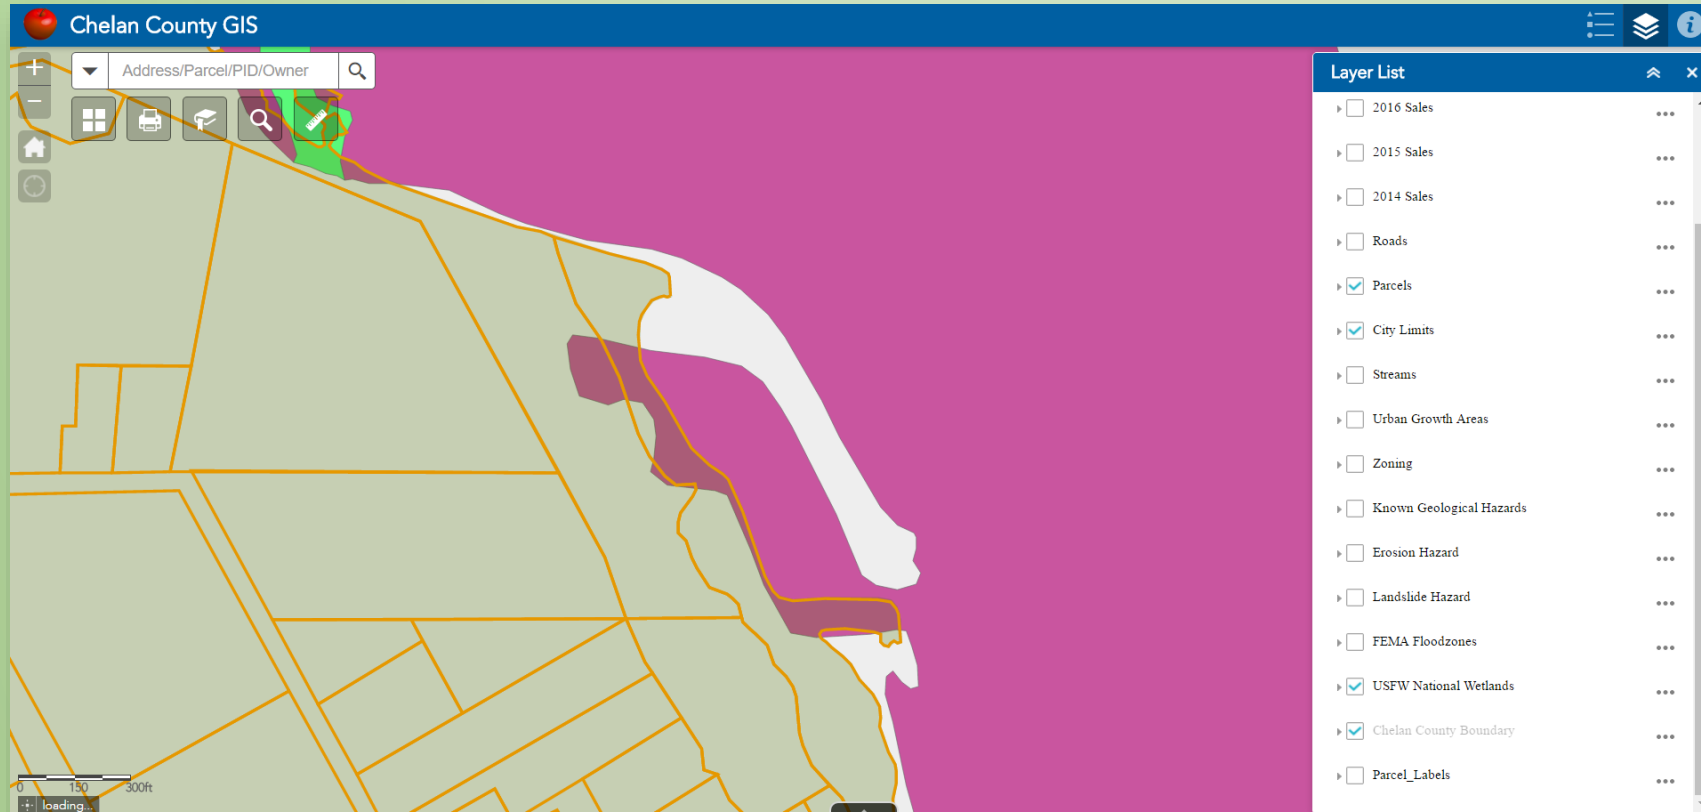 Chelan County GIS
Address/Parcel/PID/Owner
Layer List
2016 Sales
2015 Sales
2014 Sales
Roads
Parcels
City Limits
Streams
Urban Growth Areas
Zoning
Known Geological Hazards
Erosion Hazard
Landslide Hazard
FEMA Floodzones
USFW National Wetlands
Chelan County Boundary
Parcel_Labels
0 150 300ft
loading...